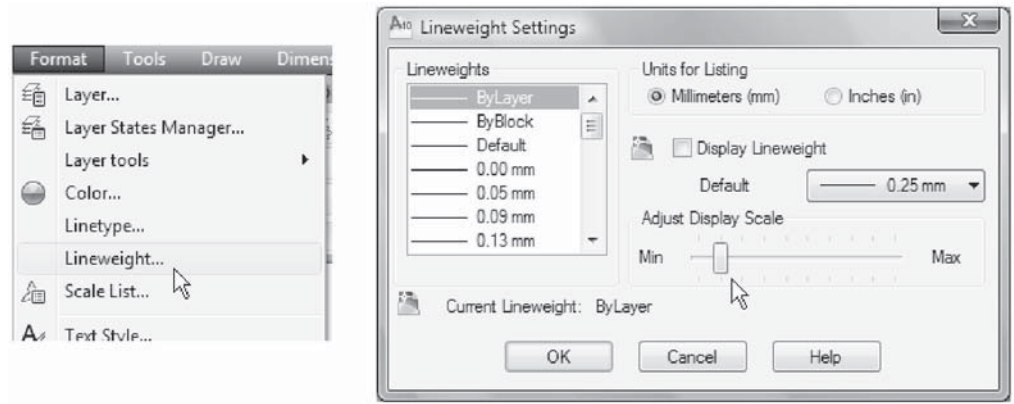 Format Tools Draw Dimens
Layer...
Layer States Manager...
Layer tools
Color...
Linetype...
Lineweight...
Scale List...
Text Style...
A10 Lineweight Settings
Lineweights
ByLayer
ByBlock
Default
0.00 mm
0.05 mm
0.09 mm
0.13 mm
Units for Listing
Millimeters (mm) Inches (in)
Display Lineweight
Default 0.25 mm
Adjust Display Scale
Min Max
Current Lineweight: ByLayer
OK Cancel Help